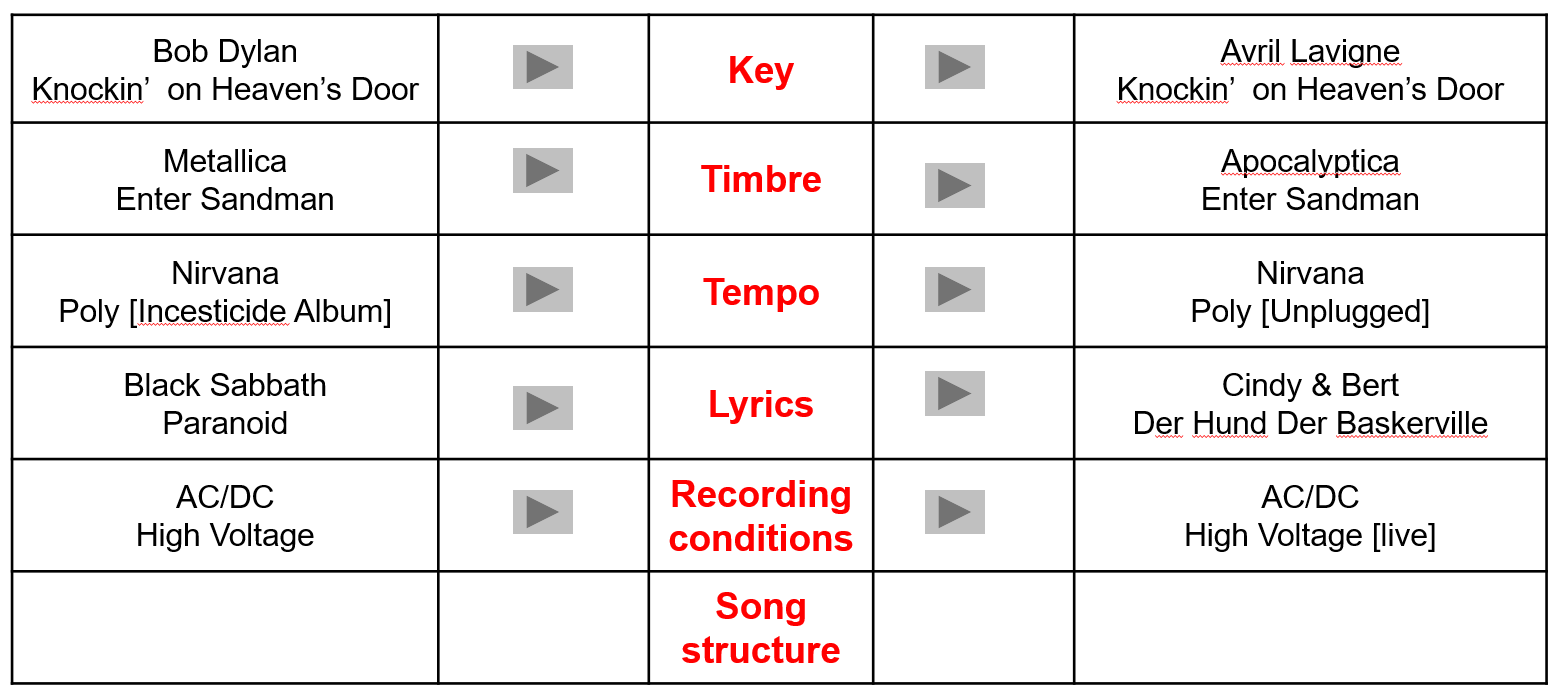 Bob Dylan
Knockin’  on Heaven’s Door
Key
Avril Lavigne
Knockin’  on Heaven’s Door
Metallica
Enter Sandman
Timbre
Apocalyptica
Enter Sandman
Nirvana
Poly [Incesticide Album]
Tempo
Nirvana
Poly [Unplugged]
Black Sabbath
Paranoid
Lyrics
Cindy & Bert
Der Hund Der Baskerville
AC/DC
High Voltage
Recording
conditions
AC/DC
High Voltage [live]
Song
structure